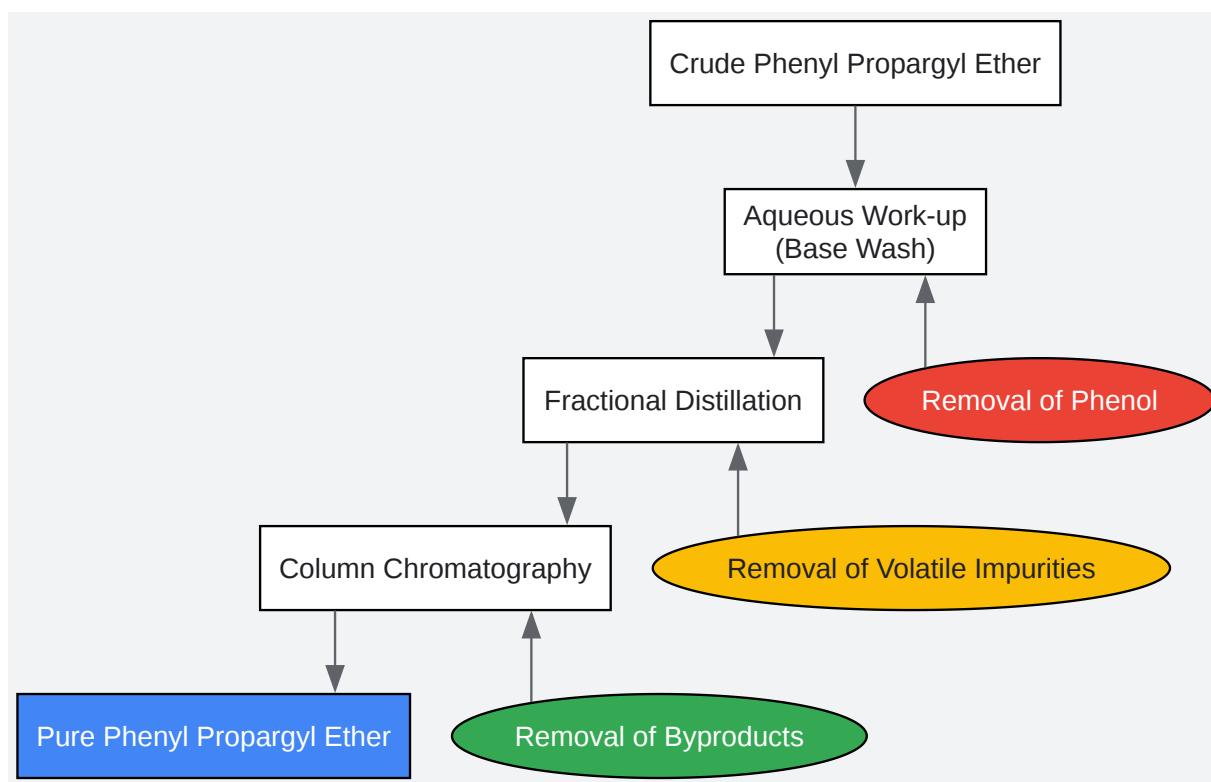 Crude Phenyl Propargyl Ether
Aqueous Work-up
(Base Wash)
Fractional Distillation
Removal of Phenol
Column Chromatography
Removal of Volatile Impurities
Pure Phenyl Propargyl Ether
Removal of Byproducts